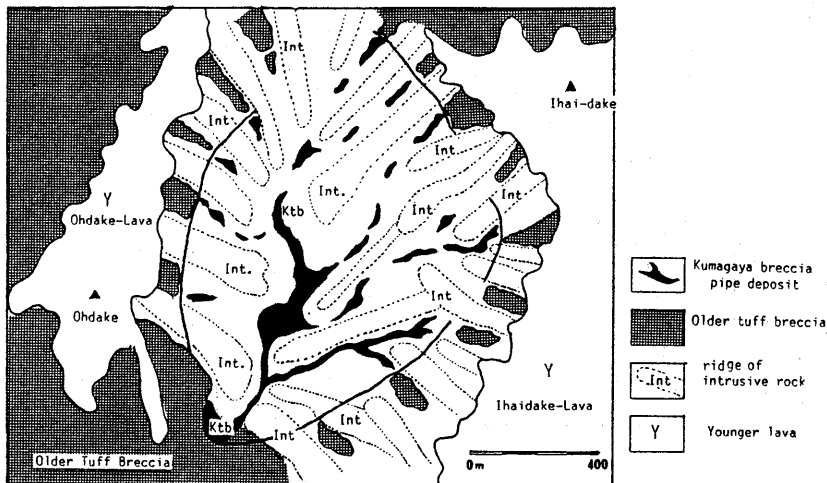 Int
Ihai-dake
Int.
Int
Y
Int
Int.
Int
Ohdake-Lava
Ktb
Int
Int.
Kumagaya breccia
pipe deposit
Ohdake
Int
Older tuff breccia
Int.
Y
Int
ridge of
intrusive rock
Ihaidake-Lava
Int
Ktb
Int
Y
Younger lava
Older Tuff Breccia
0m
400